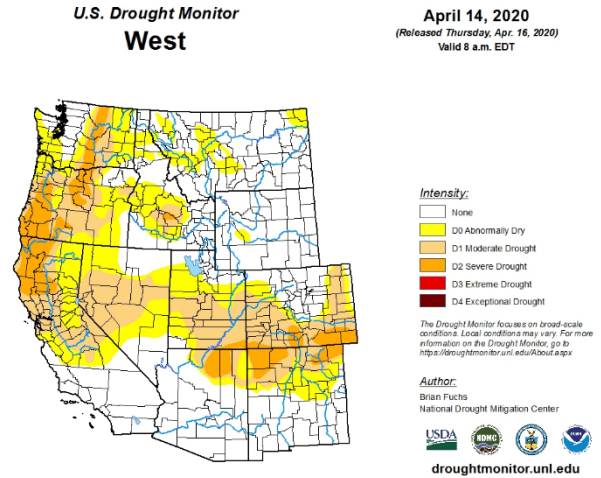 U.S. Drought Monitor
West
April 14, 2020
(Released Thursday, Apr. 16, 2020)
Valid 8 a.m. EDT
Intensity:
None
D0 Abnormally Dry
D1 Moderate Drought
D2 Severe Drought
D3 Extreme Drought
D4 Exceptional Drought
The Drought Monitor focuses on broad-scale
conditions. Local conditions may vary. For more
information on the Drought Monitor, go to
https://droughtmonitor.unl.edu/About.aspx
Author:
Brian Fuchs
National Drought Mitigation Center
USDA
NDMC
droughtmonitor.unl.edu